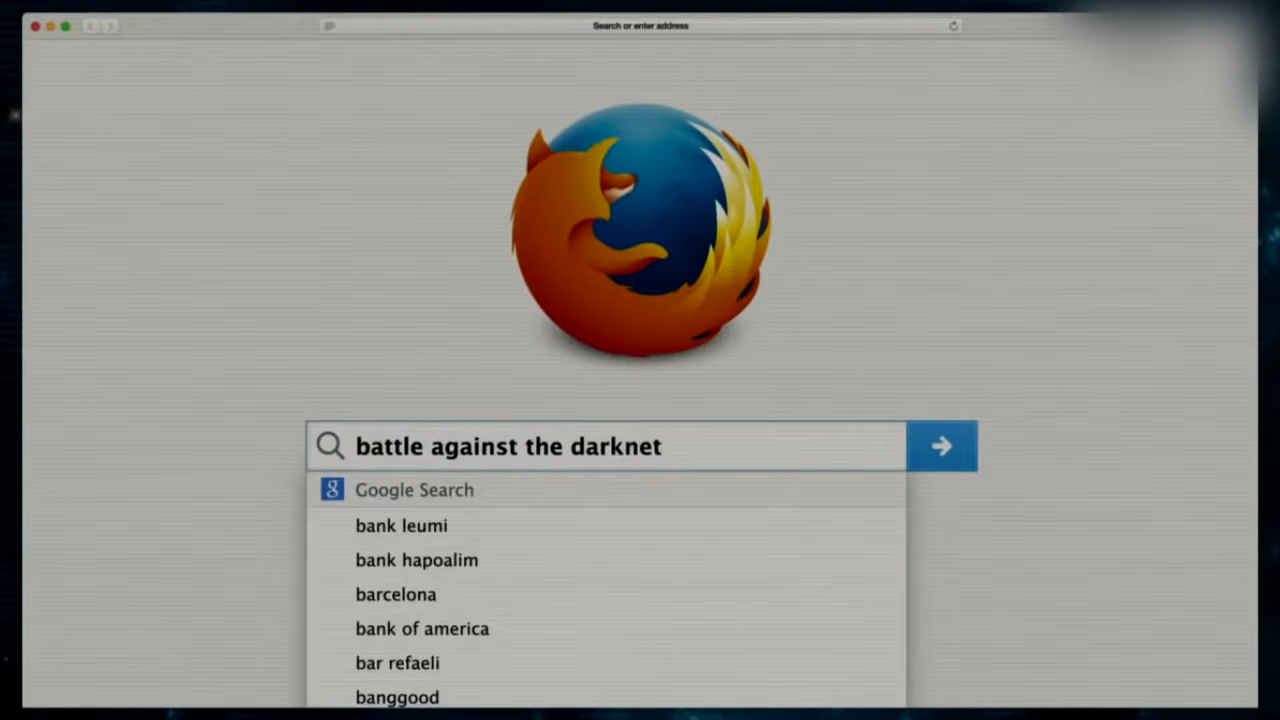 Search or enter address
battle against the darknet
Google Search
bank leumi
bank hapoalim
barcelona
bank of america
bar refaeli
banggood